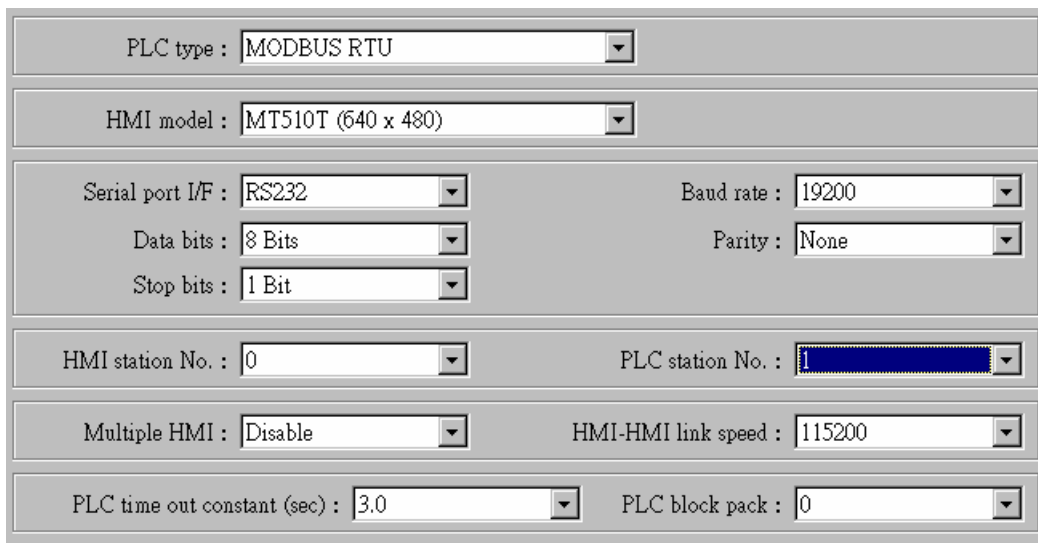 PLC type : MODBUS RTU
HMI model : MT510T (640 x 480)
Serial port I/F : RS232 Baud rate : 19200
Data bits : 8 Bits Parity : None
Stop bits : 1 Bit
HMI station No. : 0 PLC station No. : 1
Multiple HMI : Disable HMI-HMI link speed : 115200
PLC time out constant (sec) : 3.0 PLC block pack : 0